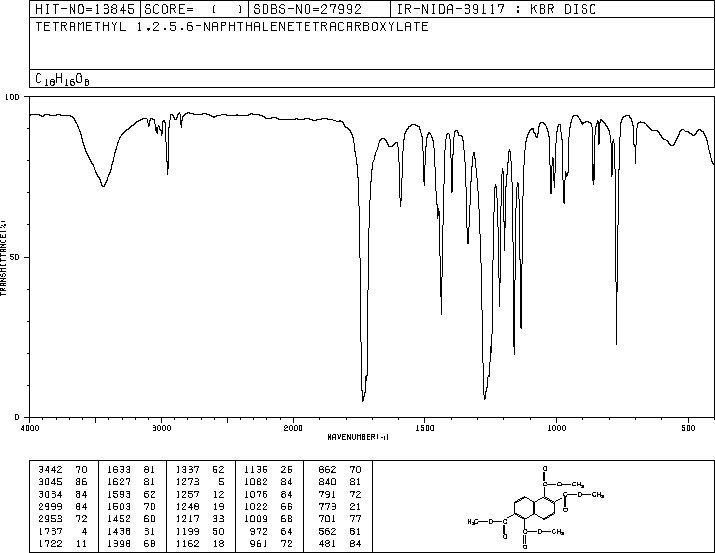 HIT-NO=13845 SCORE= ( ) SDBS-NO=27992 IR-NIDA-39117 : KBR DISC
TETRAMETHYL 1,2,5,6-NAPHTHALENETETRACARBOXYLATE
C18H16O8
100
50
0
TRANSMITTANCE(%)
4000 3000 2000 1500 1000 500
WAVENUMBER(-1)
3442 70 1633 81 1337 52 1136 26 862 70
3045 86 1627 81 1273 5 1082 84 840 81
3034 84 1593 62 1257 12 1076 84 791 72
2999 84 1503 70 1248 19 1022 66 773 21
2953 72 1452 60 1217 33 1009 68 701 77
1737 4 1438 31 1199 50 972 64 562 81
1722 11 1398 68 1162 18 961 72 481 84
O
C—O—CH3
C—O—CH3
O
H3C—O—C
O
C—O—CH3
O